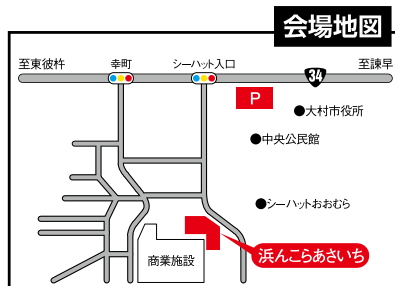 会場地図
至東彼杵
幸町
シーハット入口
至諫早
34
P
大村市役所
中央公民館
シーハットおおむら
浜んこらあさいち
商業施設